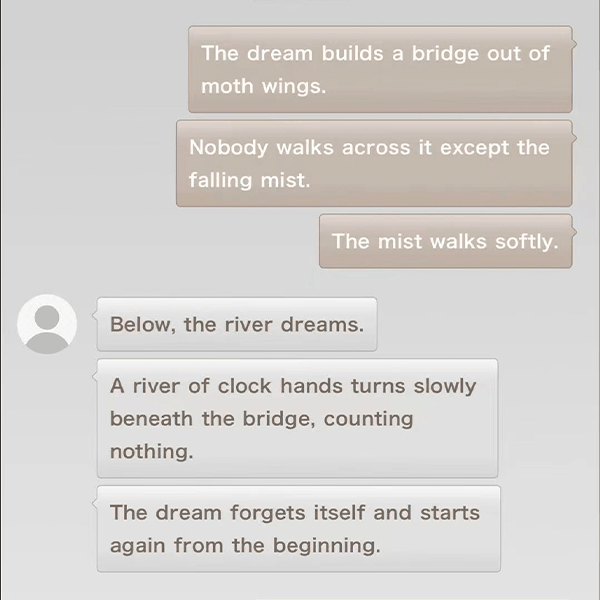 The dream builds a bridge out of
moth wings.
Nobody walks across it except the
falling mist.
The mist walks softly.
Below, the river dreams.
A river of clock hands turns slowly
beneath the bridge, counting
nothing.
The dream forgets itself and starts
again from the beginning.